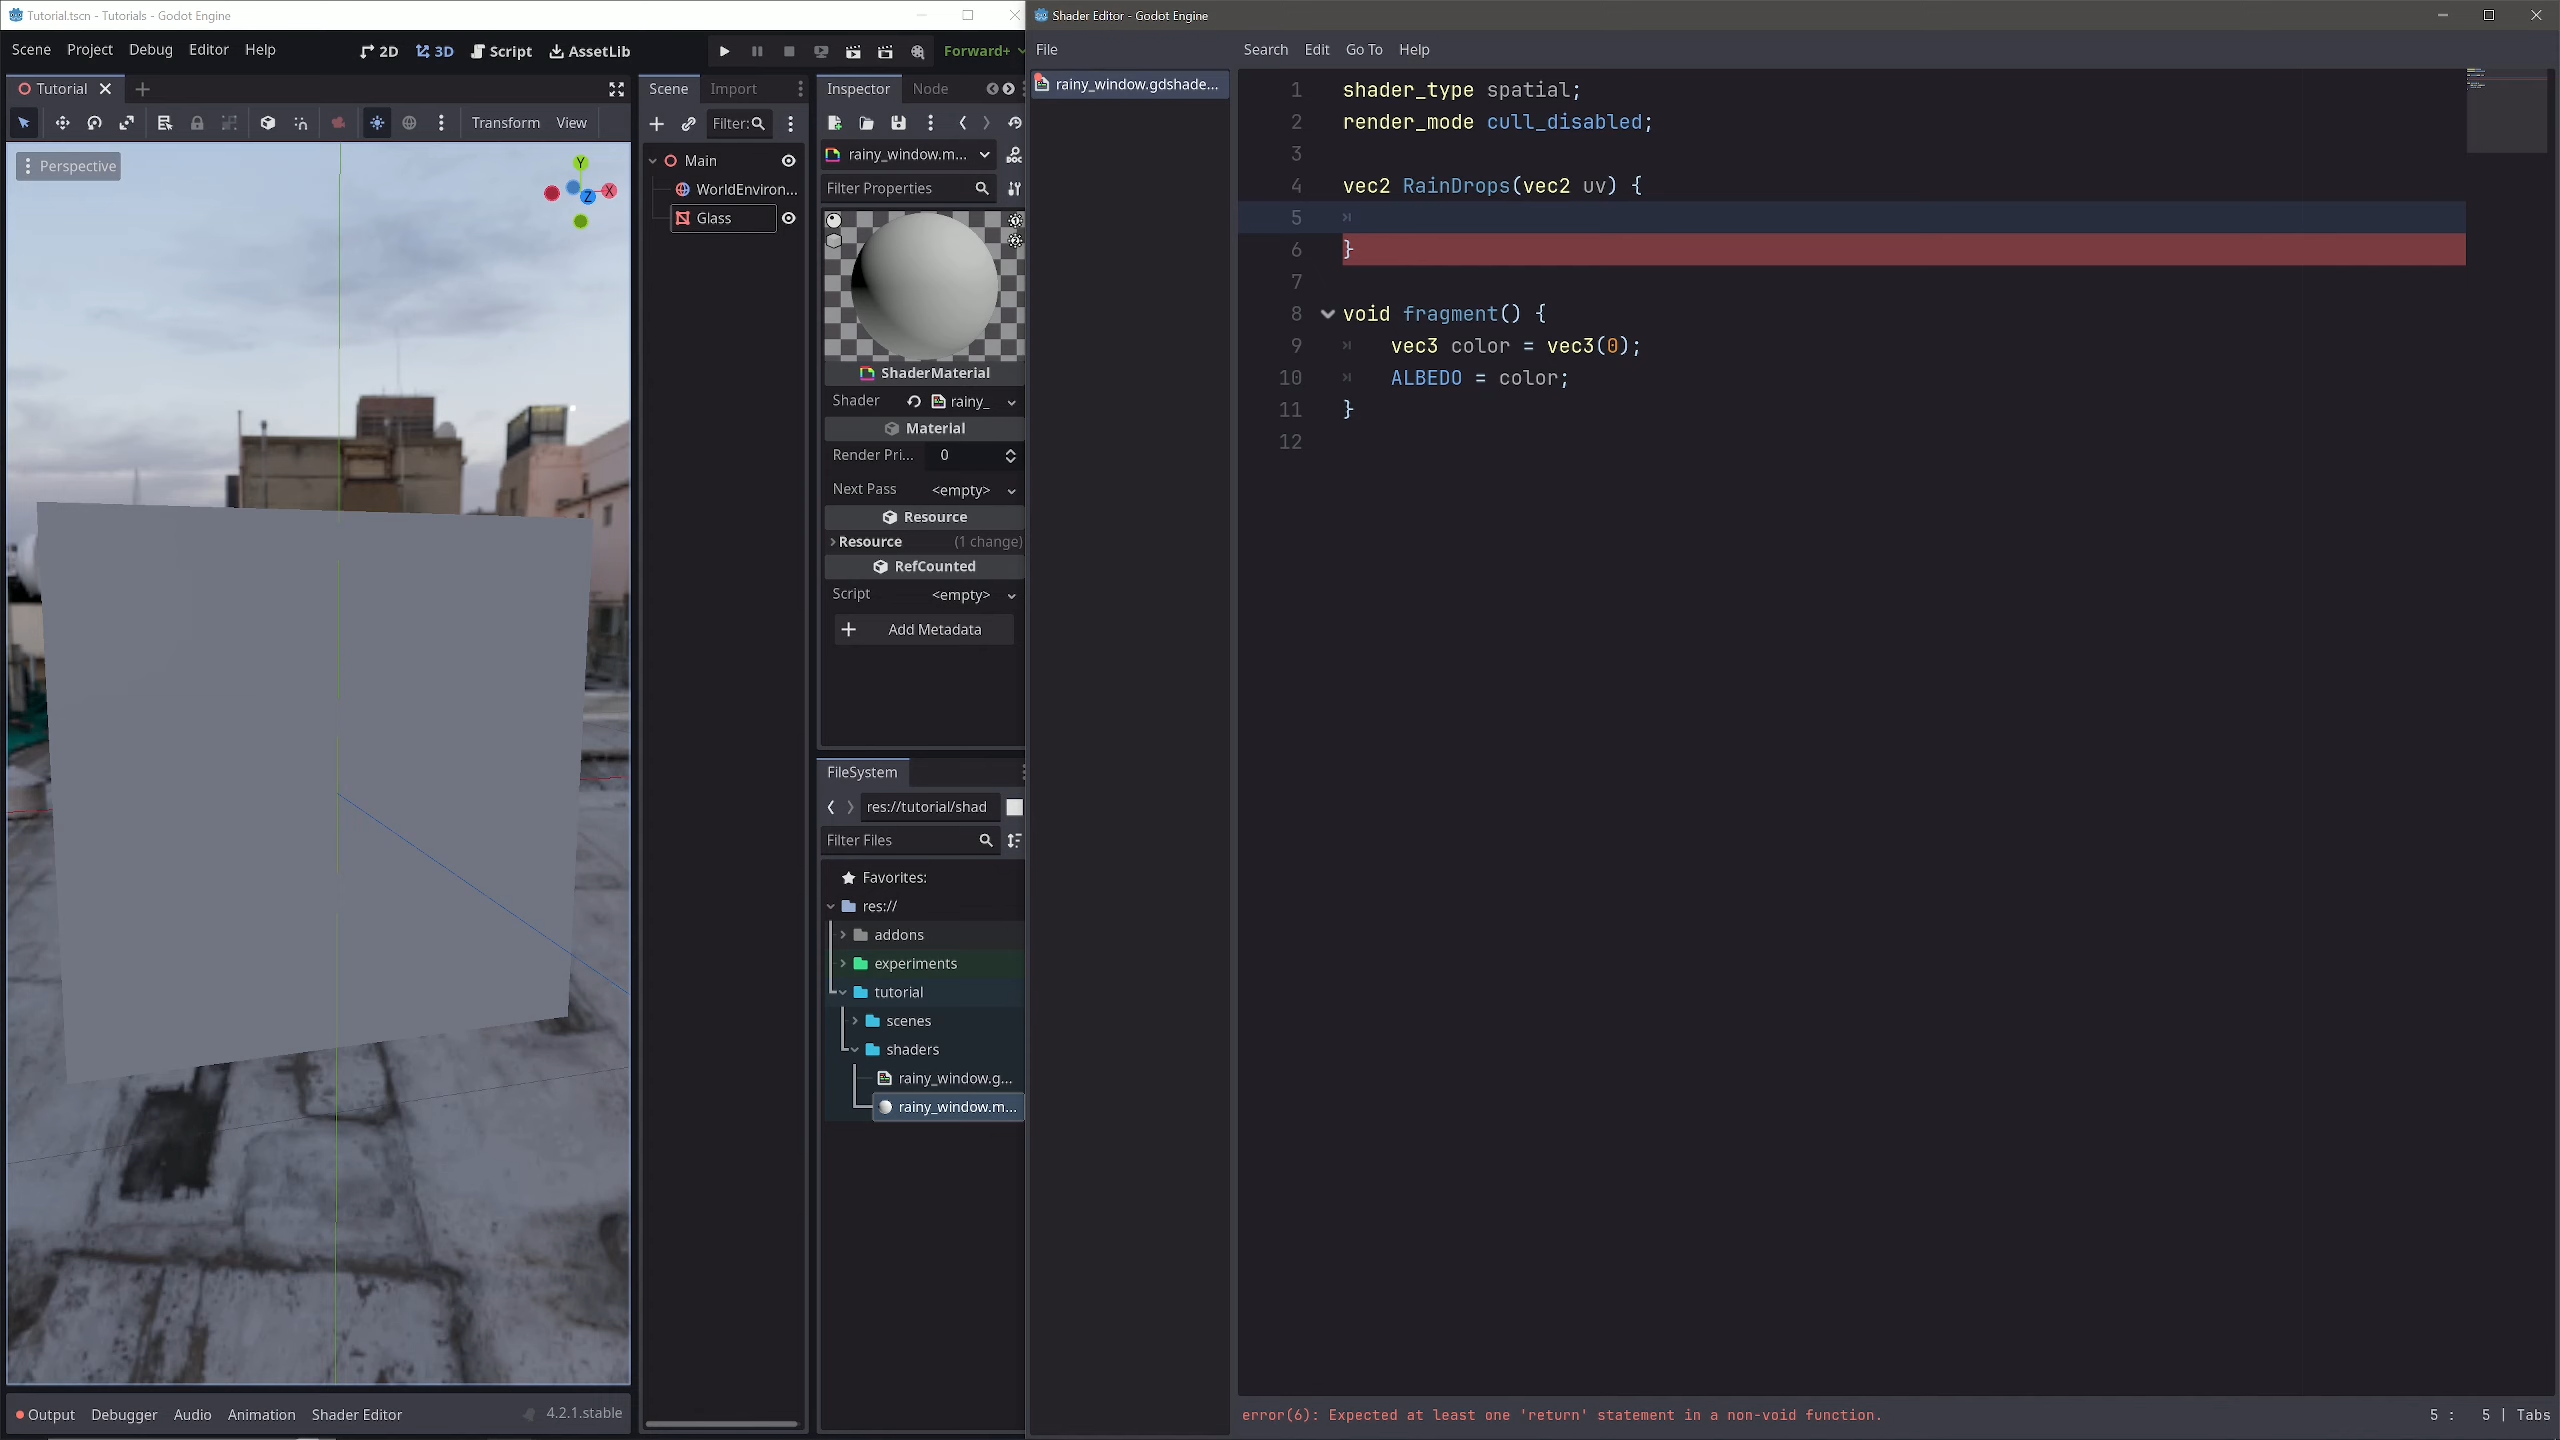 Tutorial.tscn - Tutorials - Godot Engine
Scene Project Debug Editor Help
2D 3D Script AssetLib
Forward+
Tutorial
Transform View
Perspective
Y
X
Z
Scene Import
Filter:
Main
WorldEnviron...
Glass
Inspector Node
rainy_window.m...
DOC
Filter Properties
ShaderMaterial
Shader rainy_
Material
Render Pri... 0
Next Pass <empty>
Resource
Resource (1 change)
RefCounted
Script <empty>
Add Metadata
FileSystem
res://tutorial/shad
Filter Files
Favorites:
res://
addons
experiments
tutorial
scenes
shaders
rainy_window.g...
rainy_window.m...
Output Debugger Audio Animation Shader Editor
4.2.1.stable
Shader Editor - Godot Engine
File
Search Edit Go To Help
rainy_window.gdshade...
1 shader_type spatial;
2 render_mode cull_disabled;
3
4 vec2 RainDrops(vec2 uv) {
5
6 }
7
8 void fragment() {
9 vec3 color = vec3(0);
10 ALBEDO = color;
11 }
12
error(6): Expected at least one 'return' statement in a non-void function.
5 : 5 | Tabs